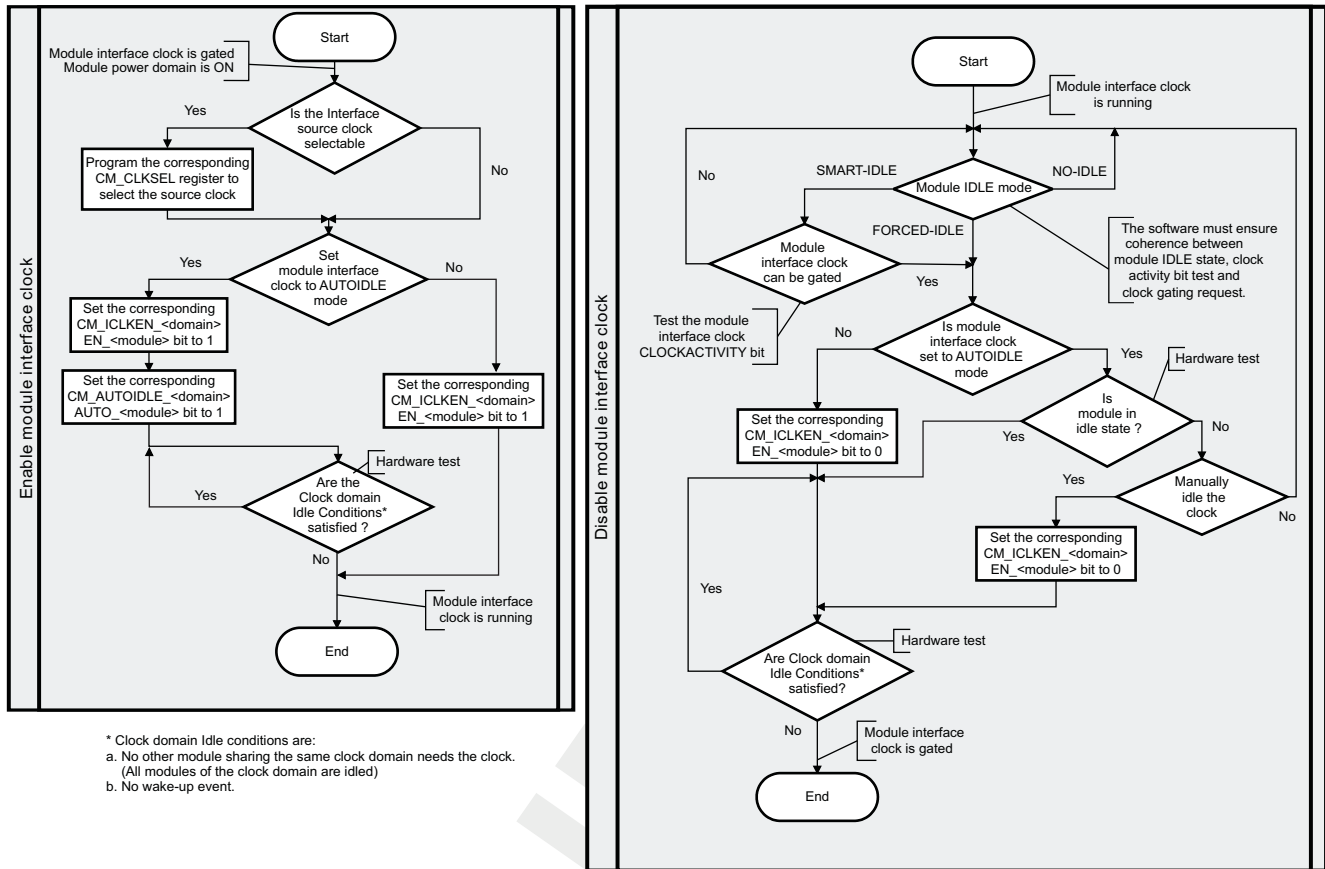 Enable module interface clock
Start
Module interface clock is gated
Module power domain is ON
Is the Interface
source clock
selectable
Yes
No
Program the corresponding
CM_CLKSEL register to
select the source clock
Set
module interface
clock to AUTOIDLE
mode
Yes
No
Set the corresponding
CM_ICLKEN_<domain>
EN_<module> bit to 1
Set the corresponding
CM_AUTOIDLE_<domain>
AUTO_<module> bit to 1
Set the corresponding
CM_ICLKEN_<domain>
EN_<module> bit to 1
Hardware test
Are the
Clock domain
Idle Conditions*
satisfied ?
Yes
No
Module interface
clock is running
End
* Clock domain Idle conditions are:
a. No other module sharing the same clock domain needs the clock.
(All modules of the clock domain are idled)
b. No wake-up event.
Disable module interface clock
Start
Module interface clock
is running
Module IDLE mode
SMART-IDLE
NO-IDLE
FORCED-IDLE
No
Module
interface clock
can be gated
Yes
The software must ensure
coherence between
module IDLE state, clock
activity bit test and
clock gating request.
Test the module
interface clock
CLOCKACTIVITY bit
Is module
interface clock
set to AUTOIDLE
mode
No
Yes
Hardware test
Set the corresponding
CM_ICLKEN_<domain>
EN_<module> bit to 0
Is
module in
idle state ?
Yes
No
Manually
idle the
clock
Yes
No
Set the corresponding
CM_ICLKEN_<domain>
EN_<module> bit to 0
Yes
Hardware test
Are Clock domain
Idle Conditions*
satisfied?
No
Module interface
clock is gated
End